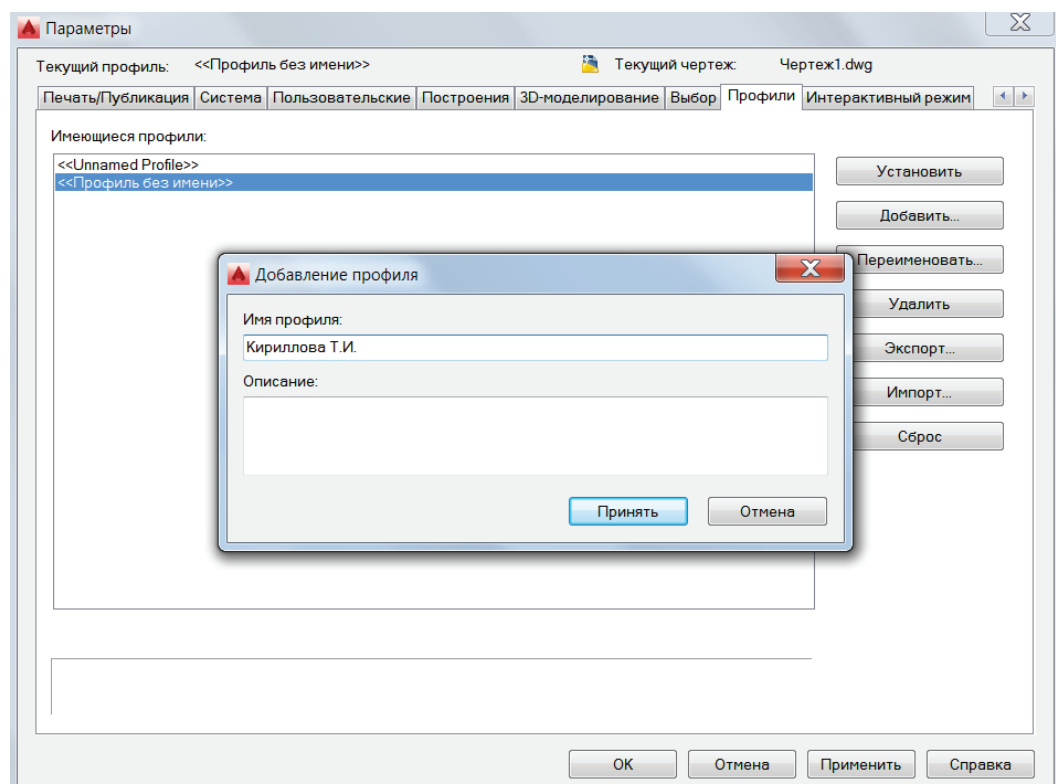 Параметры
Текущий профиль: <<Профиль без имени>> Текущий чертеж: Чертеж1.dwg
Печать/Публикация Система Пользовательские Построения 3D-моделирование Выбор Профили Интерактивный режим
Имеющиеся профили:
<<Unnamed Profile>>
<<Профиль без имени>>
Установить
Добавить...
Переименовать...
Удалить
Экспорт...
Импорт...
Сброс
Добавление профиля
Имя профиля:
Кириллова Т.И.
Описание:
Принять Отмена
OK Отмена Применить Справка